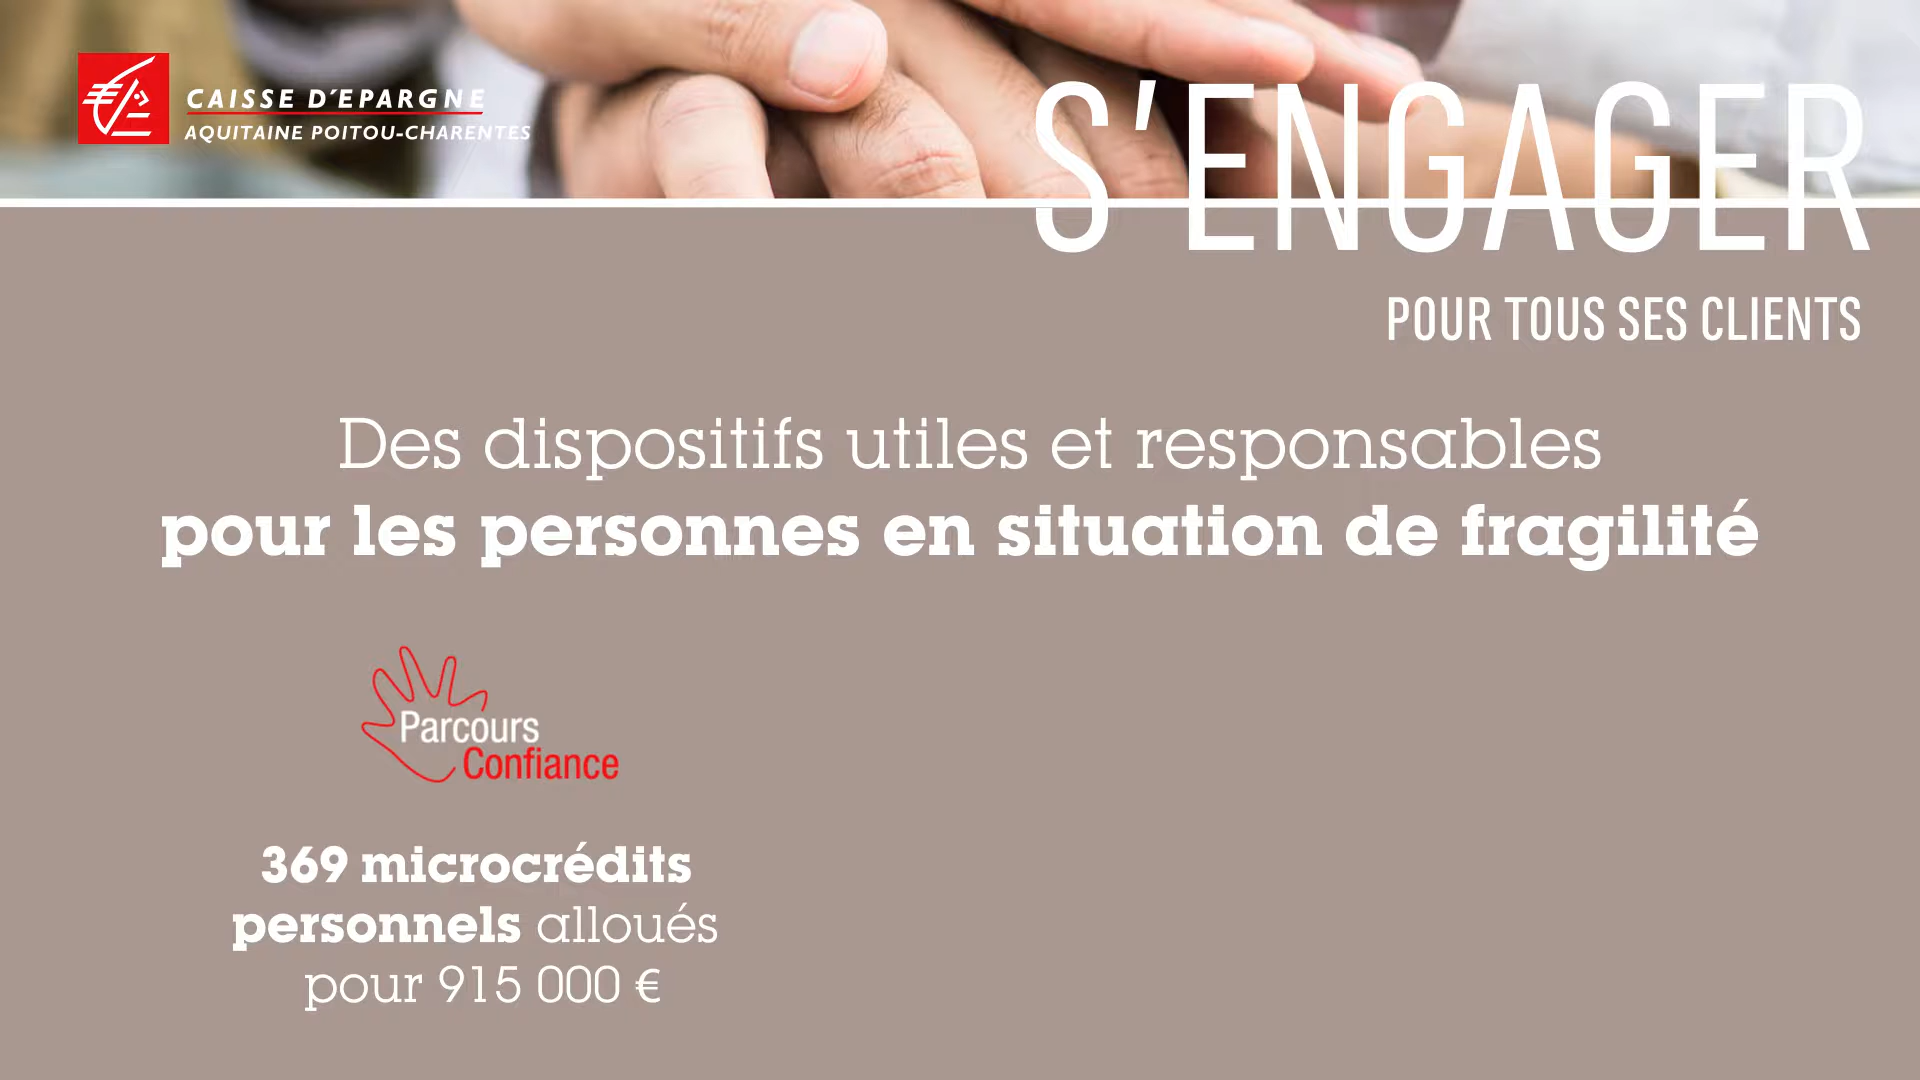 CAISSE D'EPARGNE
AQUITAINE POITOU-CHARENTES
S'ENGAGER
POUR TOUS SES CLIENTS
Des dispositifs utiles et responsables
pour les personnes en situation de fragilité
Parcours
Confiance
369 microcrédits
personnels alloués
pour 915 000 €